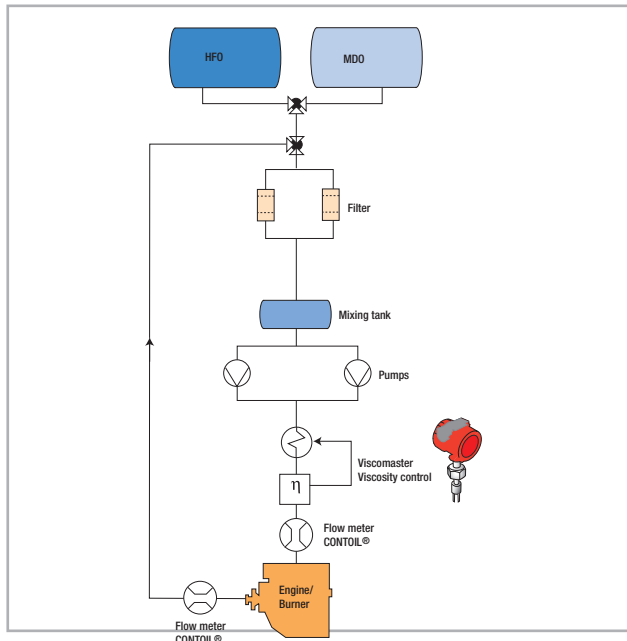 HFO
MDO
Filter
Mixing tank
Pumps
Viscomaster
Viscosity control
η
Flow meter
CONTOIL®
Engine/
Burner
Flow meter
CONTOIL®